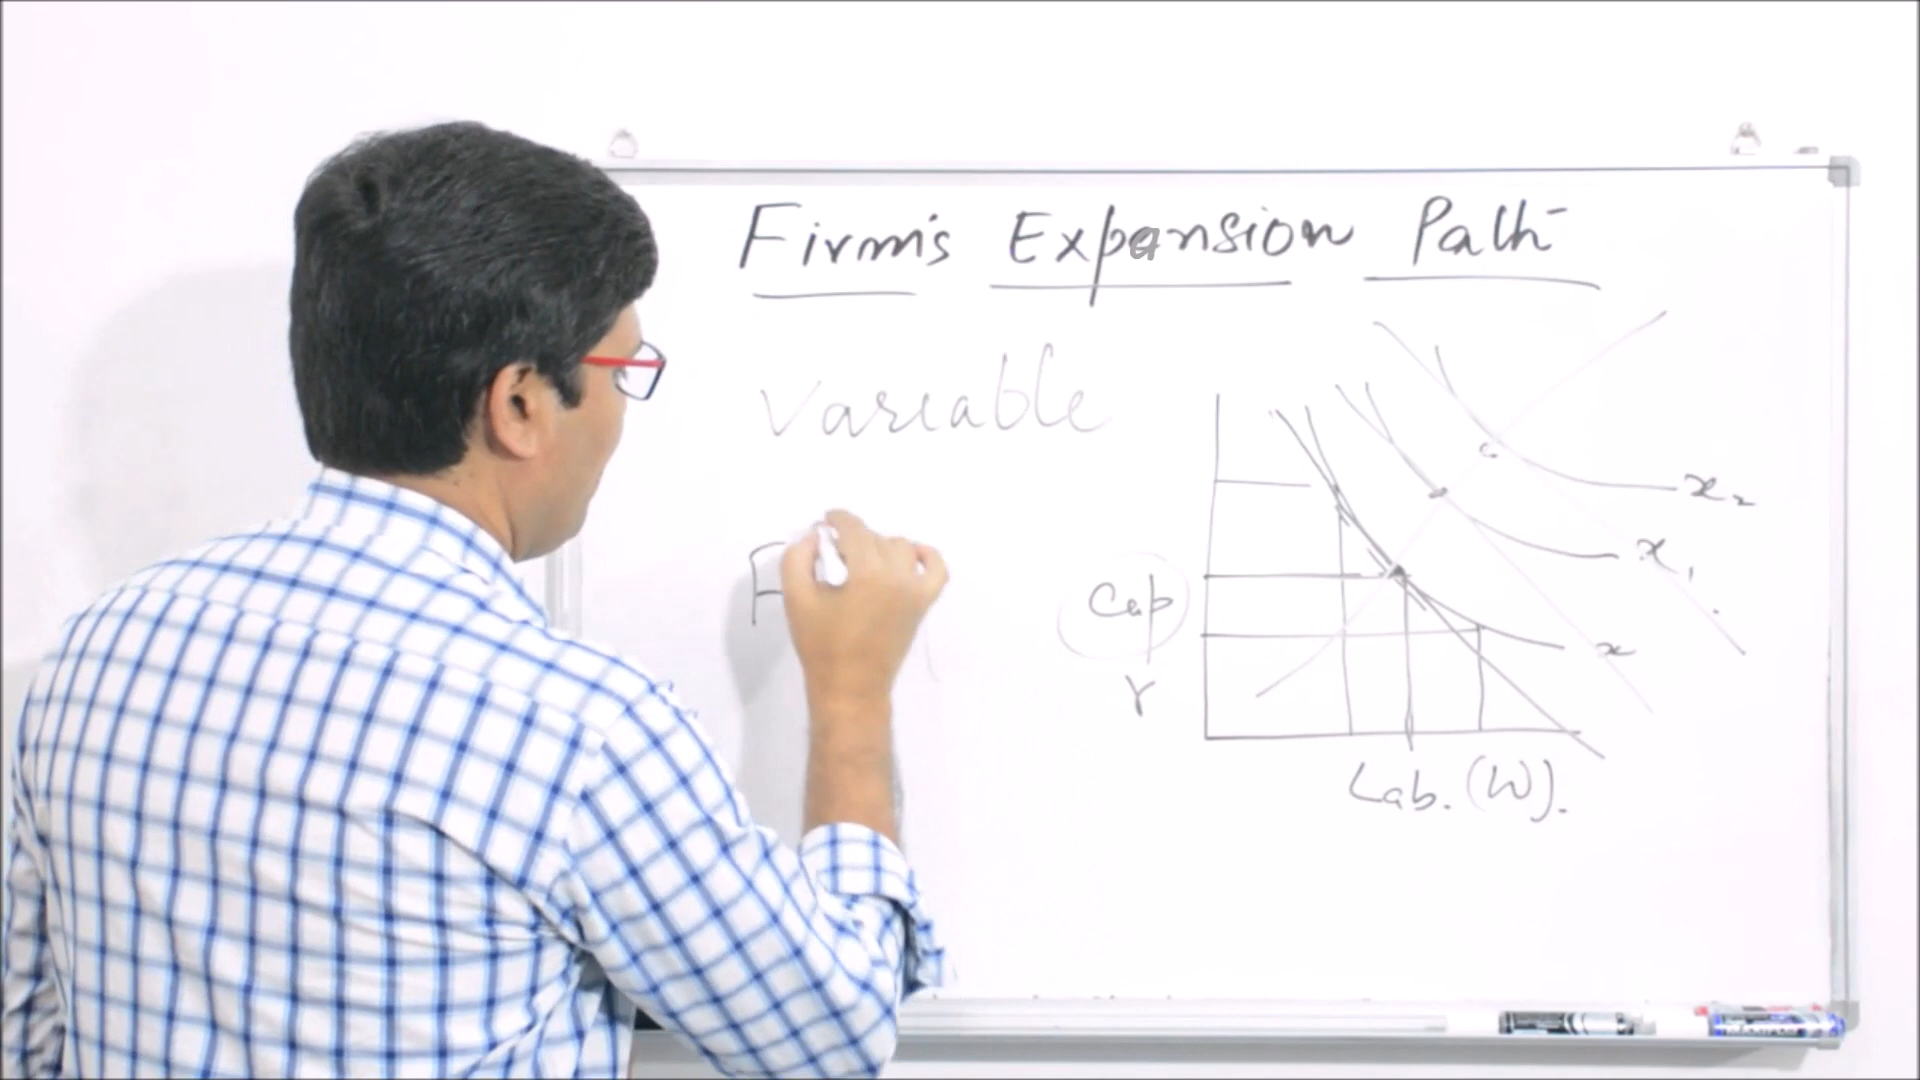 Firm's Expansion Path
Variable
F
x₂
x₁
Cap
x
r
Lab. (W).